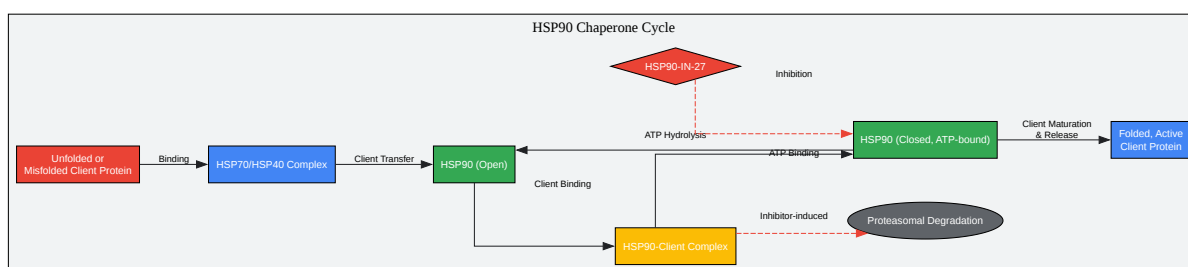 HSP90 Chaperone Cycle
HSP90-IN-27
Inhibition
Unfolded or
Misfolded Client Protein
Binding
HSP70/HSP40 Complex
Client Transfer
HSP90 (Open)
ATP Hydrolysis
ATP Binding
HSP90 (Closed, ATP-bound)
Client Maturation
& Release
Folded, Active
Client Protein
Client Binding
HSP90-Client Complex
Inhibitor-induced
Proteasomal Degradation